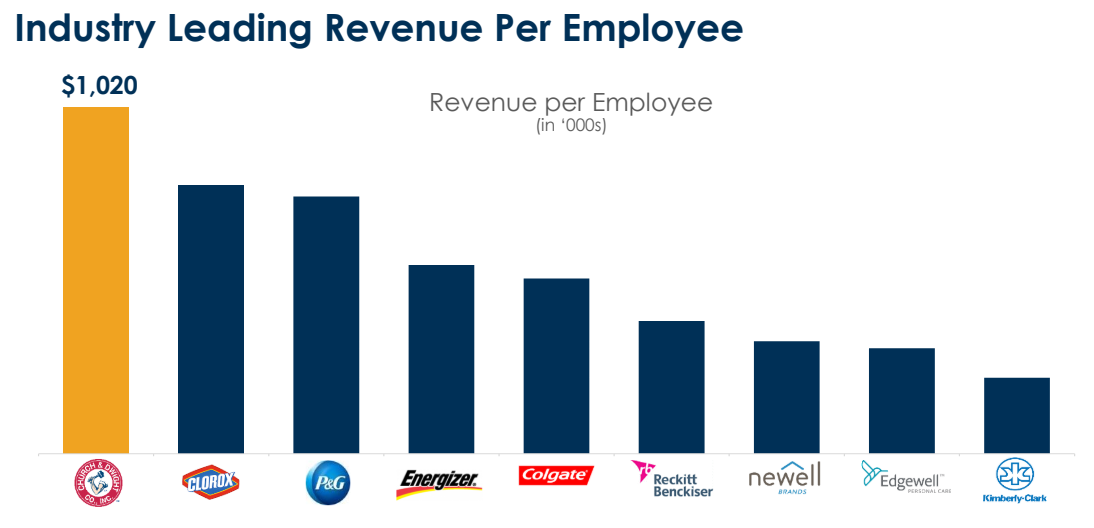 Industry Leading Revenue Per Employee
$1,020
Revenue per Employee
(in ‘000s)
CHURCH & DWIGHT
CO., INC.
CLOROX
P&G
Energizer.
Colgate
Reckitt
Benckiser
newell
BRANDS
Edgewell™
PERSONAL CARE
Kimberly-Clark